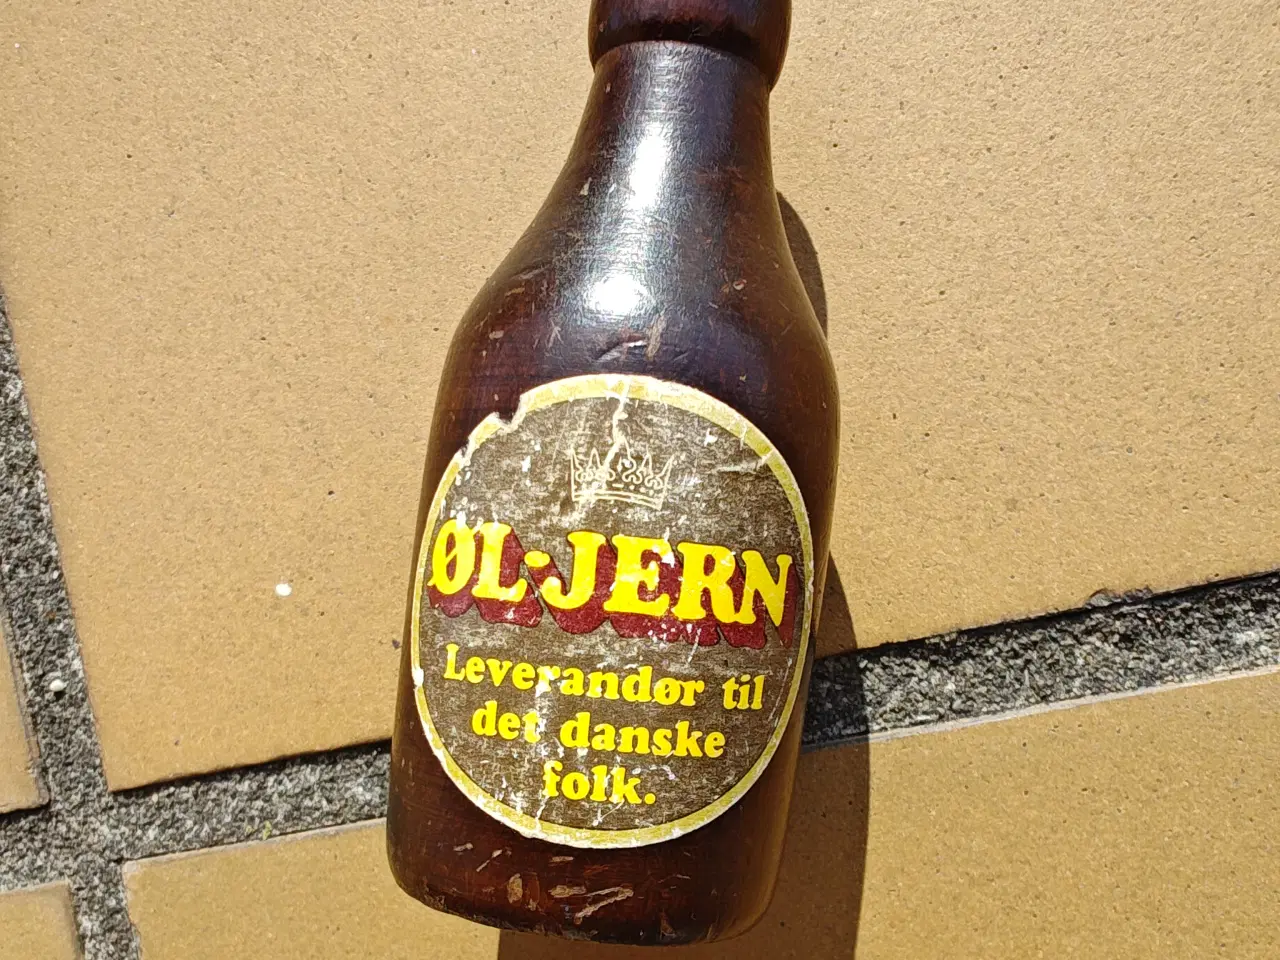 ØL-JERN
Leverandør til
det danske
folk.